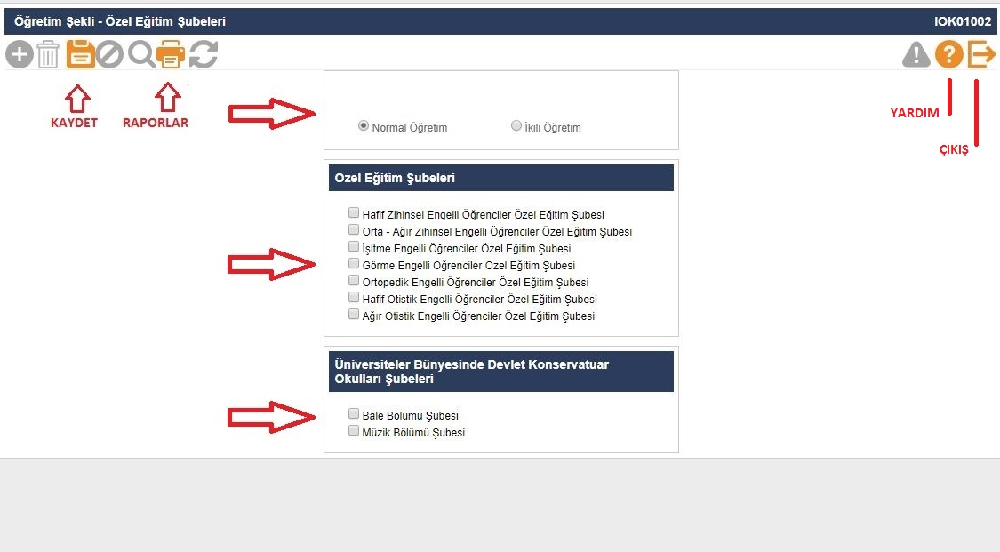 Öğretim Şekli - Özel Eğitim Şubeleri
IOK01002
KAYDET
RAPORLAR
YARDIM
ÇIKIŞ
Normal Öğretim
İkili Öğretim
Özel Eğitim Şubeleri
Hafif Zihinsel Engelli Öğrenciler Özel Eğitim Şubesi
Orta - Ağır Zihinsel Engelli Öğrenciler Özel Eğitim Şubesi
İşitme Engelli Öğrenciler Özel Eğitim Şubesi
Görme Engelli Öğrenciler Özel Eğitim Şubesi
Ortopedik Engelli Öğrenciler Özel Eğitim Şubesi
Hafif Otistik Engelli Öğrenciler Özel Eğitim Şubesi
Ağır Otistik Engelli Öğrenciler Özel Eğitim Şubesi
Üniversiteler Bünyesinde Devlet Konservatuar
Okulları Şubeleri
Bale Bölümü Şubesi
Müzik Bölümü Şubesi